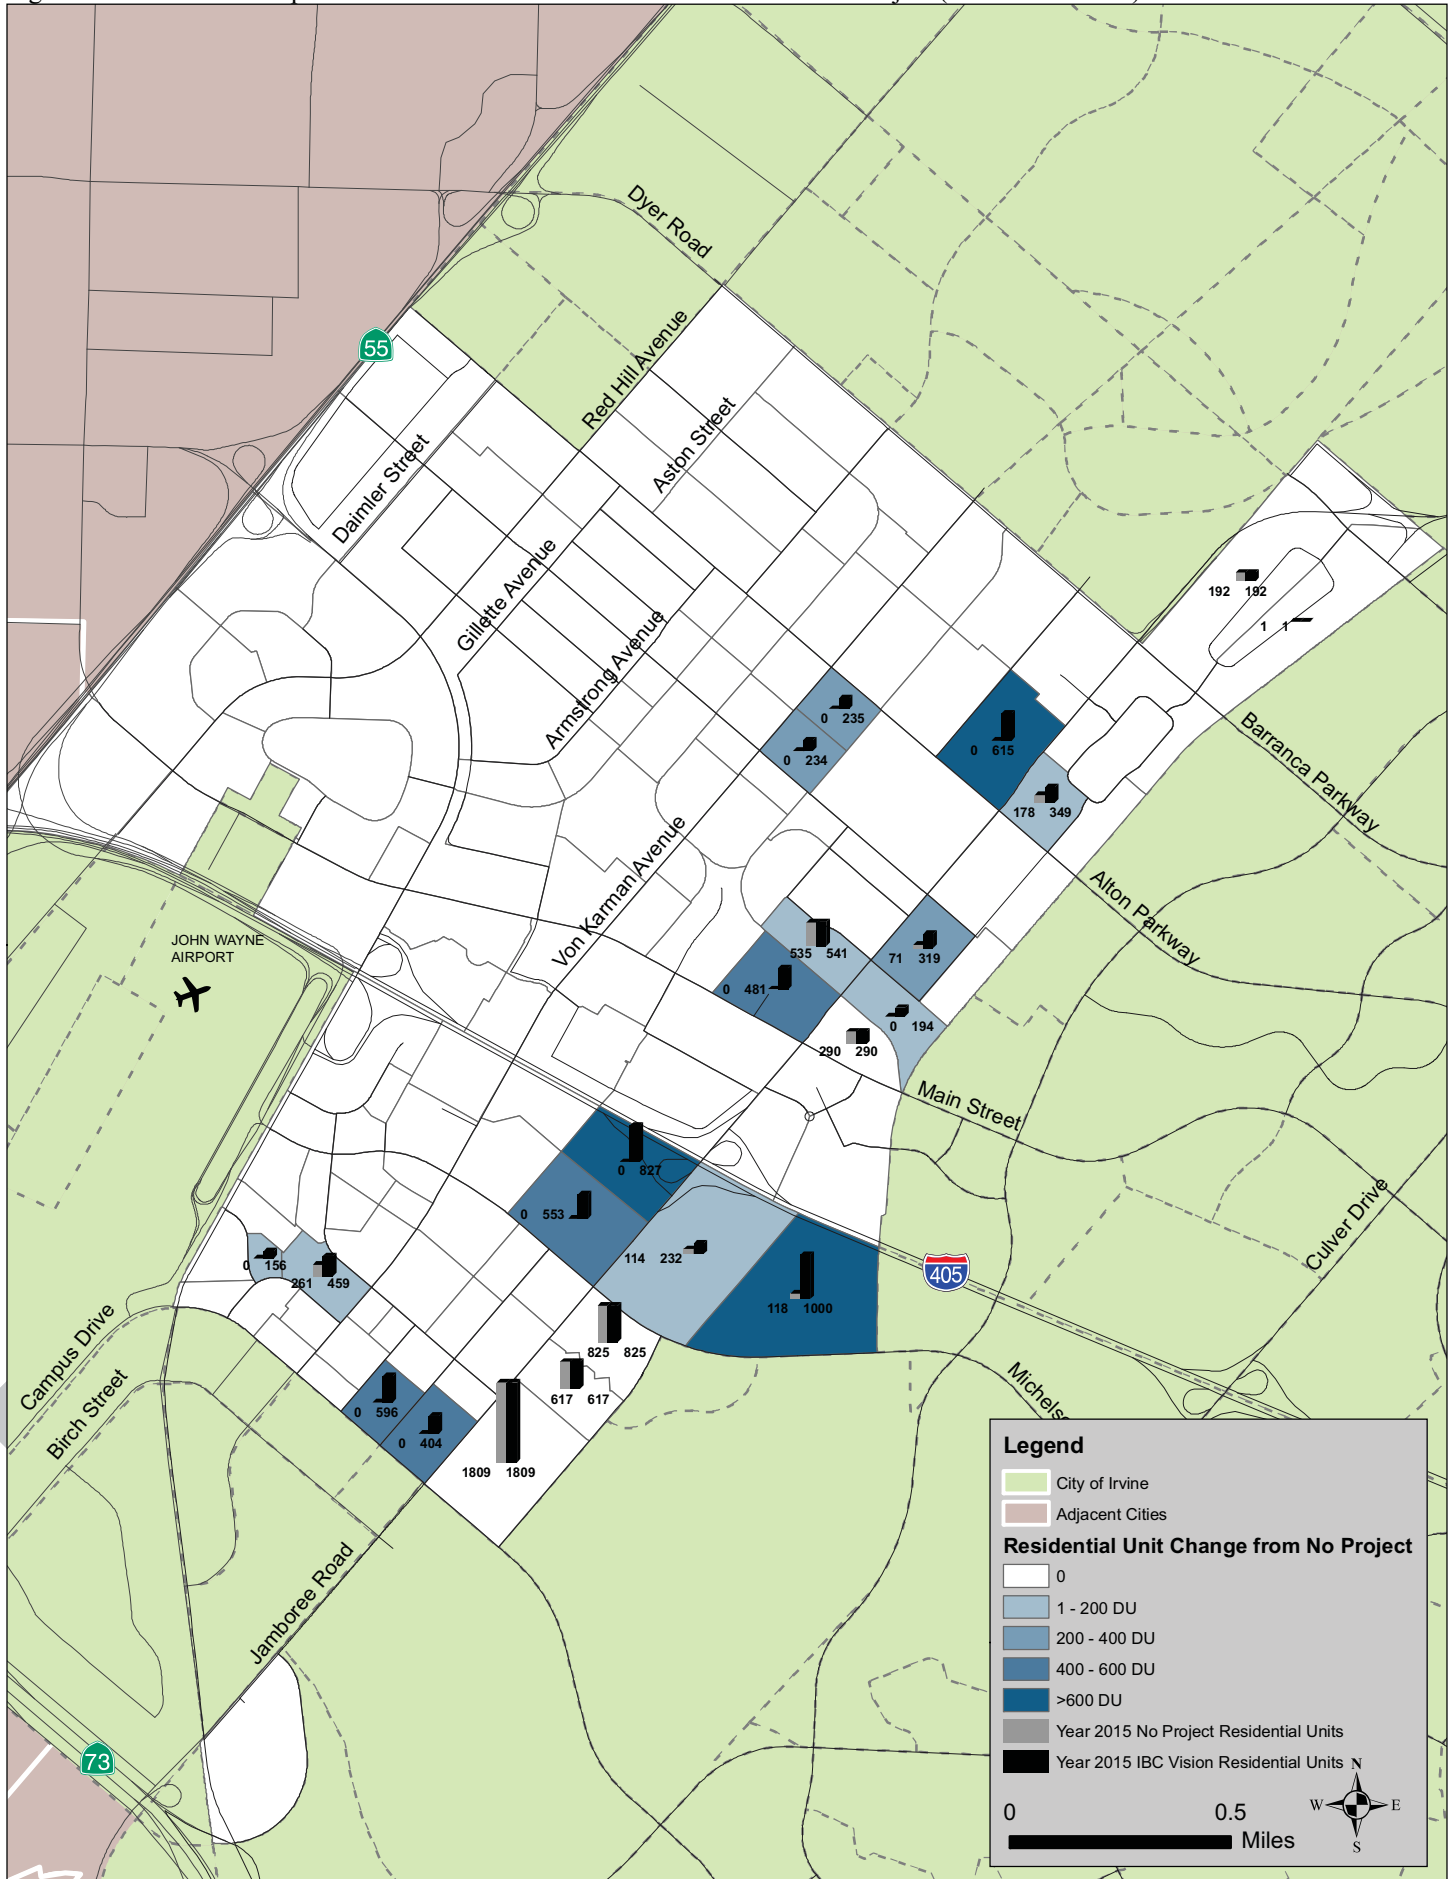 Dyer Road
55
Red Hill Avenue
Aston Street
Daimler Street
Gillette Avenue
Armstrong Avenue
192 192
1 1
0 235
0 234
0 615
178 349
Barranca Parkway
Von Karman Avenue
Alton Parkway
JOHN WAYNE
AIRPORT
535 541
71 319
0 481
0 194
290 290
Main Street
0 827
0 553
114 232
118 1000
405
Culver Drive
0 156
261 459
825 825
617 617
Campus Drive
Birch Street
0 596
0 404
1809 1809
Jamboree Road
73
Legend
City of Irvine
Adjacent Cities
Residential Unit Change from No Project
0
1 - 200 DU
200 - 400 DU
400 - 600 DU
>600 DU
Year 2015 No Project Residential Units
Year 2015 IBC Vision Residential Units
N
W E
S
0 0.5
Miles